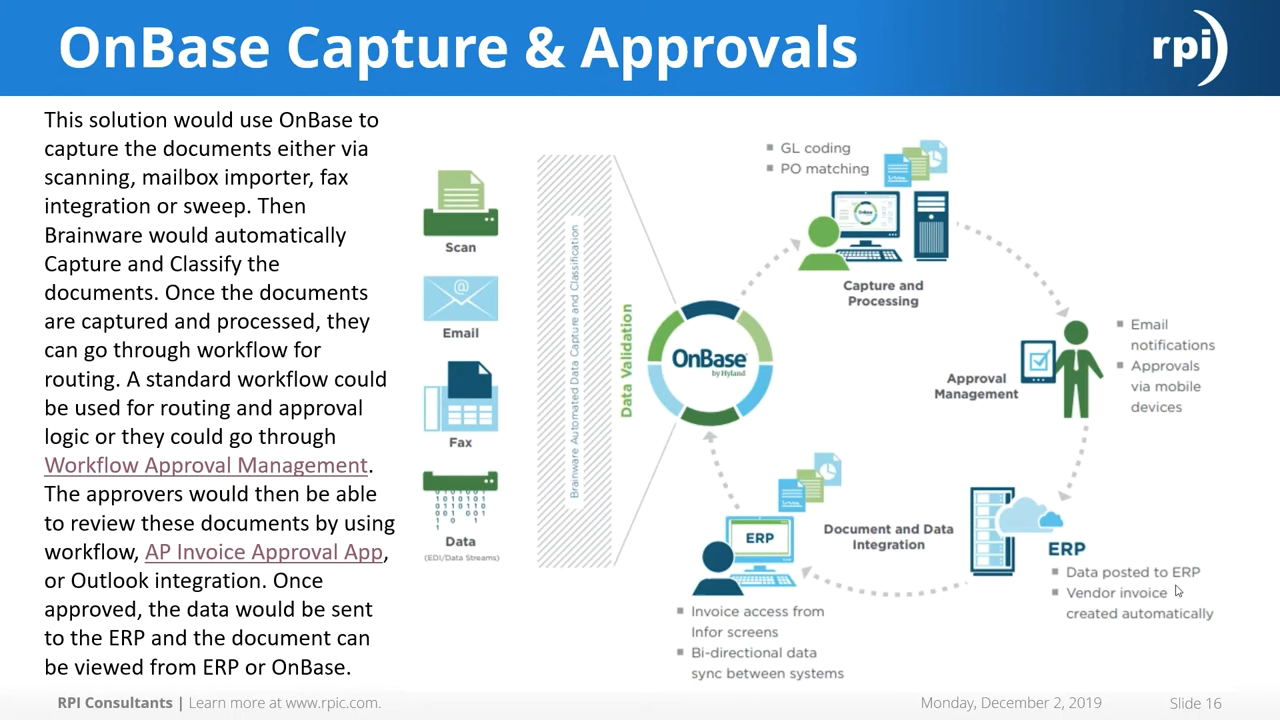 OnBase Capture & Approvals
rpi
This solution would use OnBase to
capture the documents either via
scanning, mailbox importer, fax
integration or sweep. Then
Brainware would automatically
Capture and Classify the
documents. Once the documents
are captured and processed, they
can go through workflow for
routing. A standard workflow could
be used for routing and approval
logic or they could go through
Workflow Approval Management.
The approvers would then be able
to review these documents by using
workflow, AP Invoice Approval App,
or Outlook integration. Once
approved, the data would be sent
to the ERP and the document can
be viewed from ERP or OnBase.
Scan
@
Email
Fax
Data
(EDI/Data Streams)
Brainware Automated Data Capture and Classification
Data Validation
OnBase
by Hyland
GL coding
PO matching
OnBase
Capture and
Processing
Email
notifications
Approvals
via mobile
devices
Approval
Management
ERP
Data posted to ERP
Vendor invoice
created automatically
Document and Data
Integration
ERP
Invoice access from
Infor screens
Bi-directional data
sync between systems
RPI Consultants | Learn more at www.rpic.com.
Monday, December 2, 2019
Slide 16